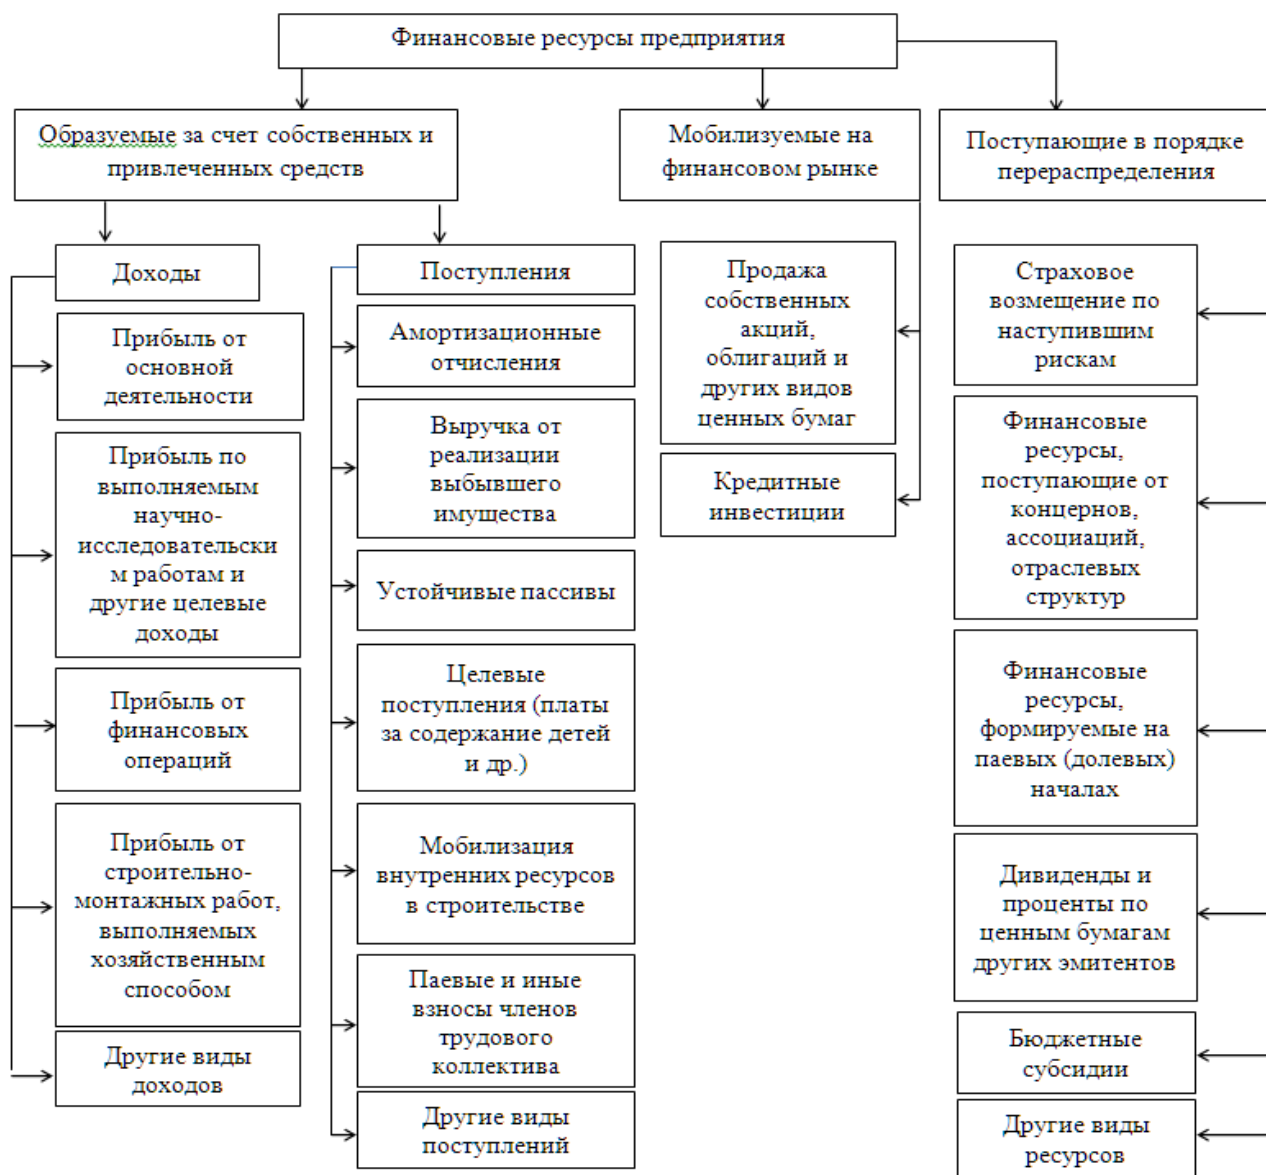 Финансовые ресурсы предприятия
Образуемые за счет собственных и
привлеченных средств
Мобилизуемые на
финансовом рынке
Поступающие в порядке
перераспределения
Доходы
Прибыль от
основной
деятельности
Прибыль по
выполняемым
научно-
исследовательски
м работам и
другие целевые
доходы
Прибыль от
финансовых
операций
Прибыль от
строительно-
монтажных работ,
выполняемых
хозяйственным
способом
Другие виды
доходов
Поступления
Амортизационные
отчисления
Выручка от
реализации
выбывшего
имущества
Устойчивые пассивы
Целевые
поступления (платы
за содержание детей
и др.)
Мобилизация
внутренних ресурсов
в строительстве
Паевые и иные
взносы членов
трудового
коллектива
Другие виды
поступлений
Продажа
собственных
акций,
облигаций и
других видов
ценных бумаг
Кредитные
инвестиции
Страховое
возмещение по
наступившим
рискам
Финансовые
ресурсы,
поступающие от
концернов,
ассоциаций,
отраслевых
структур
Финансовые
ресурсы,
формируемые на
паевых (долевых)
началах
Дивиденды и
проценты по
ценным бумагам
других эмитентов
Бюджетные
субсидии
Другие виды
ресурсов